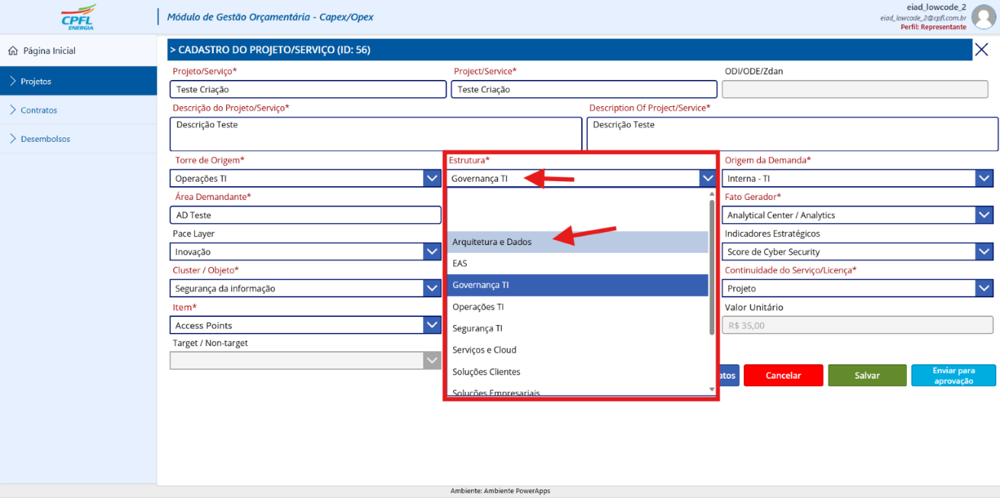 CPFL
ENERGIA
Módulo de Gestão Orçamentária - Capex/Opex
eiad_lowcode_2
eiad_lowcode_2@cpfl.com.br
Perfil: Representante
Página Inicial
Projetos
Contratos
Desembolsos
> CADASTRO DO PROJETO/SERVIÇO (ID: 56)
Projeto/Serviço*
Project/Service*
ODI/ODE/Zdan
Teste Criação
Teste Criação
Descrição do Projeto/Serviço*
Description Of Project/Service*
Descrição Teste
Descrição Teste
Torre de Origem*
Estrutura*
Origem da Demanda*
Operações TI
Governança TI
Interna - TI
Área Demandante*
Fato Gerador*
AD Teste
Analytical Center / Analytics
Pace Layer
Indicadores Estratégicos
Arquitetura e Dados
Inovação
Score de Cyber Security
EAS
Cluster / Objeto*
Continuidade do Serviço/Licença*
Governança TI
Segurança da informação
Projeto
Item*
Operações TI
Valor Unitário
Access Points
Segurança TI
R$ 35,00
Target / Non-target
Serviços e Cloud
Soluções Clientes
Soluções Empresariais
atos
Cancelar
Salvar
Enviar para
aprovação
Ambiente: Ambiente PowerApps